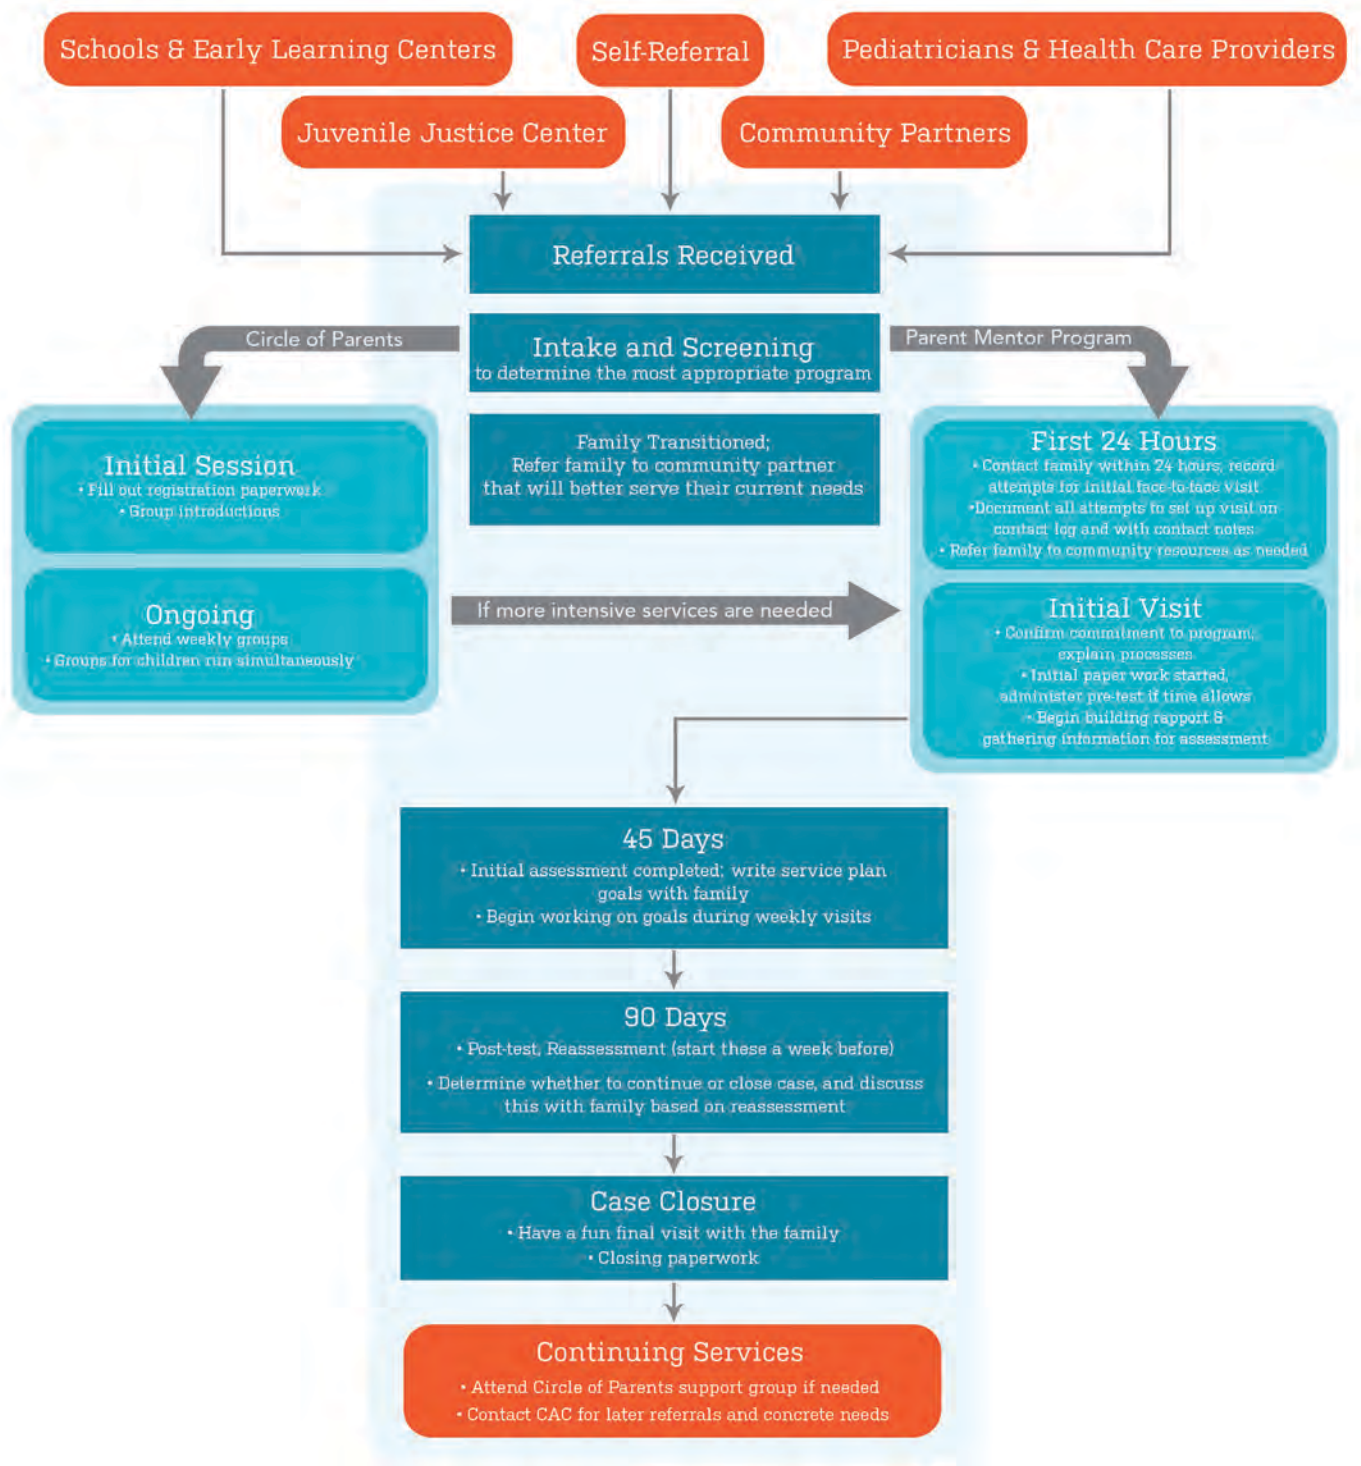 Schools & Early Learning Centers
Self-Referral
Pediatricians & Health Care Providers
Juvenile Justice Center
Community Partners
Referrals Received
Circle of Parents
Intake and Screening
to determine the most appropriate program
Parent Mentor Program
Family Transitioned;
Refer family to community partner
that will better serve their current needs
Initial Session
• Fill out registration paperwork
• Group introductions
Ongoing
• Attend weekly groups
• Groups for children run simultaneously
If more intensive services are needed
First 24 Hours
• Contact family within 24 hours, record
attempts for initial face-to-face visit
•Document all attempts to set up visit on
contact log and with contact notes
• Refer family to community resources as needed
Initial Visit
• Confirm commitment to program;
explain processes
• Initial paper work started,
administer pre-test if time allows
• Begin building rapport &
gathering information for assessment
45 Days
• Initial assessment completed; write service plan
goals with family
• Begin working on goals during weekly visits
90 Days
• Post-test, Reassessment (start these a week before)
• Determine whether to continue or close case, and discuss
this with family based on reassessment
Case Closure
• Have a fun final visit with the family
• Closing paperwork
Continuing Services
• Attend Circle of Parents support group if needed
• Contact CAC for later referrals and concrete needs